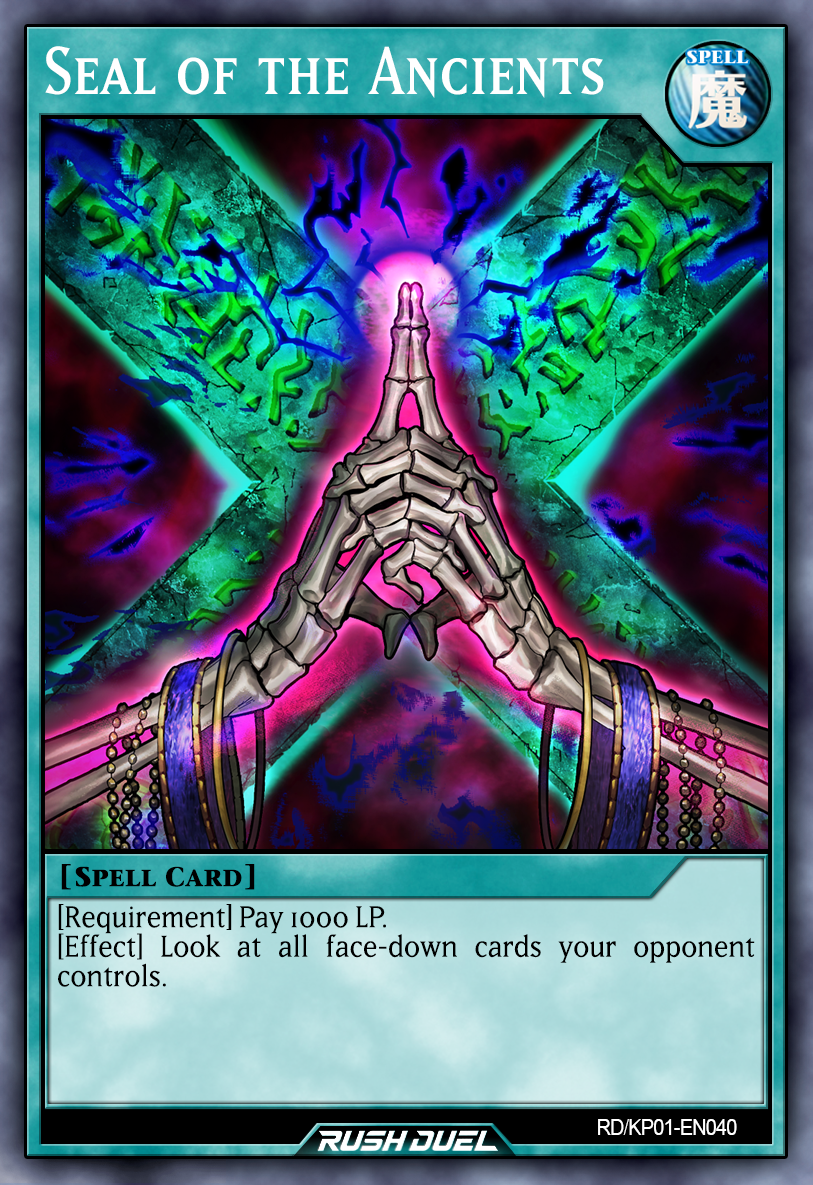 Seal of the Ancients
SPELL
魔
[Spell Card]
[Requirement] Pay 1000 LP.
[Effect] Look at all face-down cards your opponent
controls.
RD/KP01-EN040
RUSH DUEL